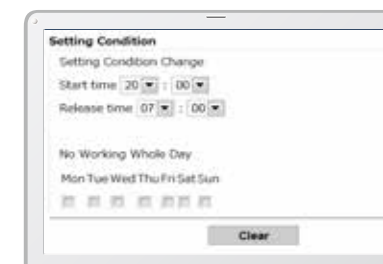 Setting Condition
Setting Condition Change
Start time 20 : 00
Release time 07 : 00
No Working Whole Day
Mon Tue Wed Thu Fri Sat Sun
Clear